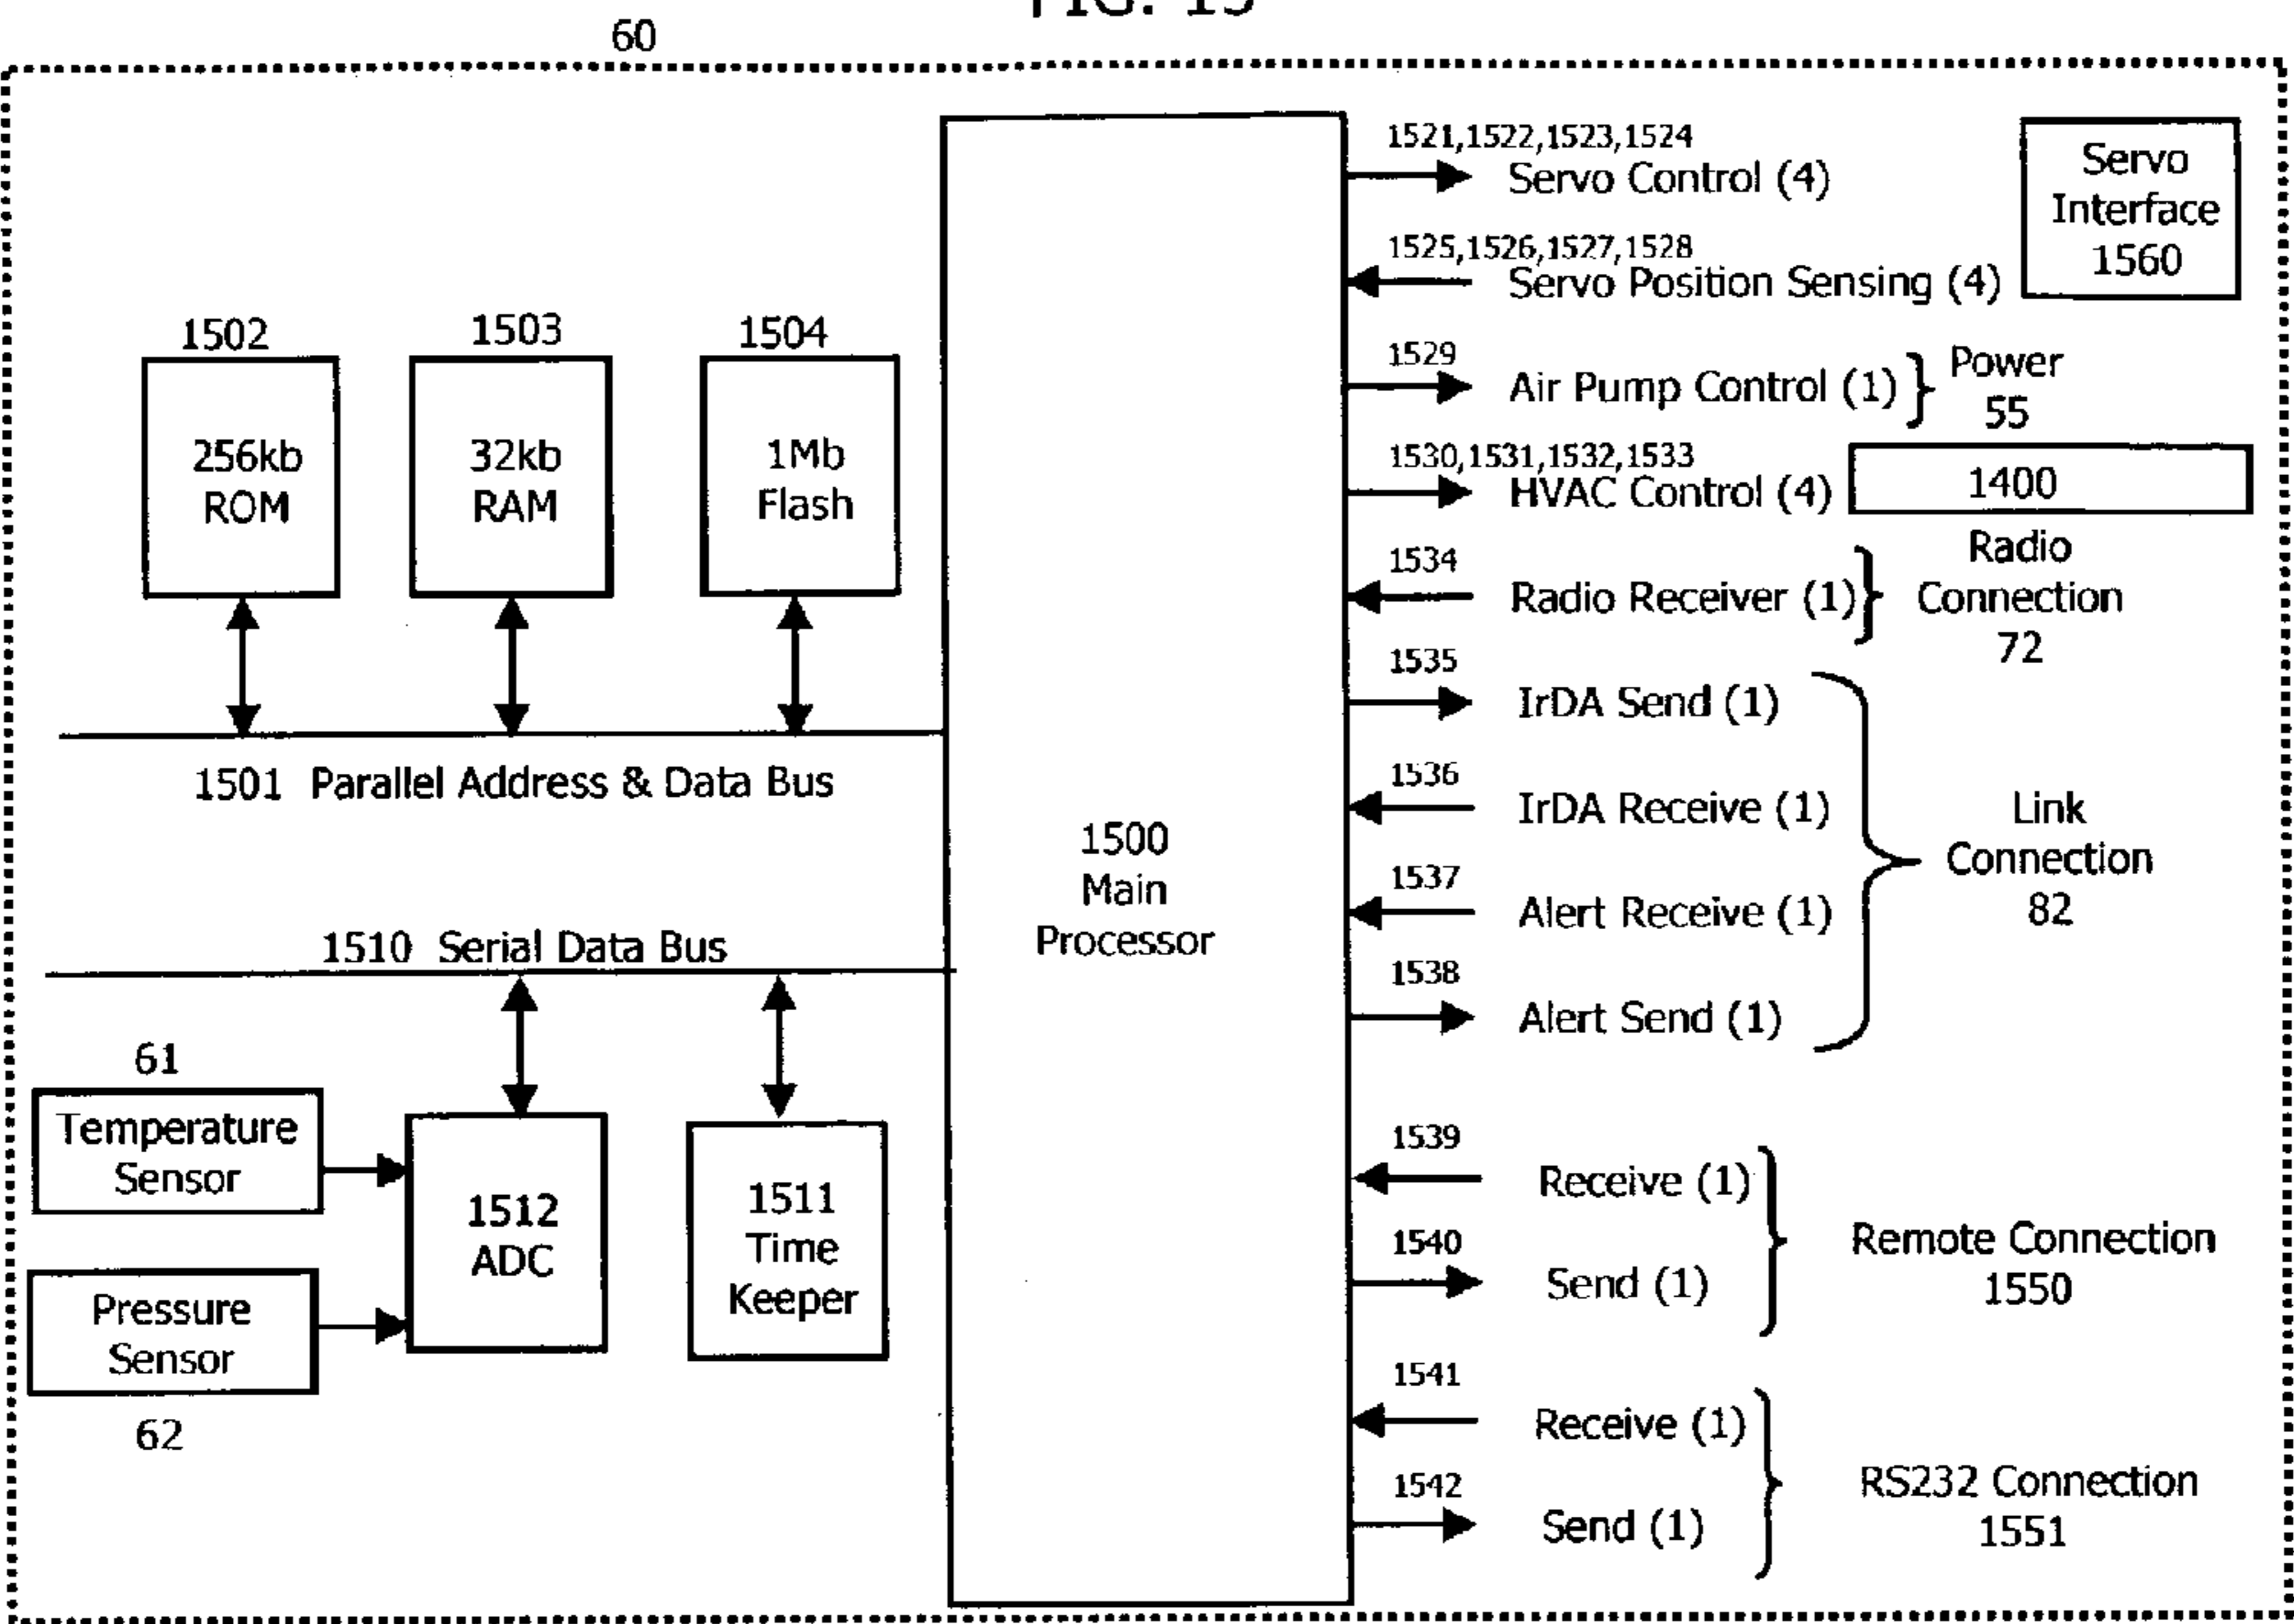 FIG. 15
60
1521,1522,1523,1524
Servo Control (4)
Servo
Interface
1560
1525,1526,1527,1528
Servo Position Sensing (4)
1502
1503
1504
256kb
ROM
32kb
RAM
1Mb
Flash
1529
Air Pump Control (1)
Power
55
1530,1531,1532,1533
HVAC Control (4)
1400
1534
Radio Receiver (1)
Radio
Connection
72
1535
IrDA Send (1)
1501 Parallel Address & Data Bus
1536
IrDA Receive (1)
Link
Connection
82
1500
Main
Processor
1537
Alert Receive (1)
1538
Alert Send (1)
1510 Serial Data Bus
61
Temperature
Sensor
Pressure
Sensor
62
1512
ADC
1511
Time
Keeper
1539
Receive (1)
1540
Send (1)
Remote Connection
1550
1541
Receive (1)
1542
Send (1)
RS232 Connection
1551